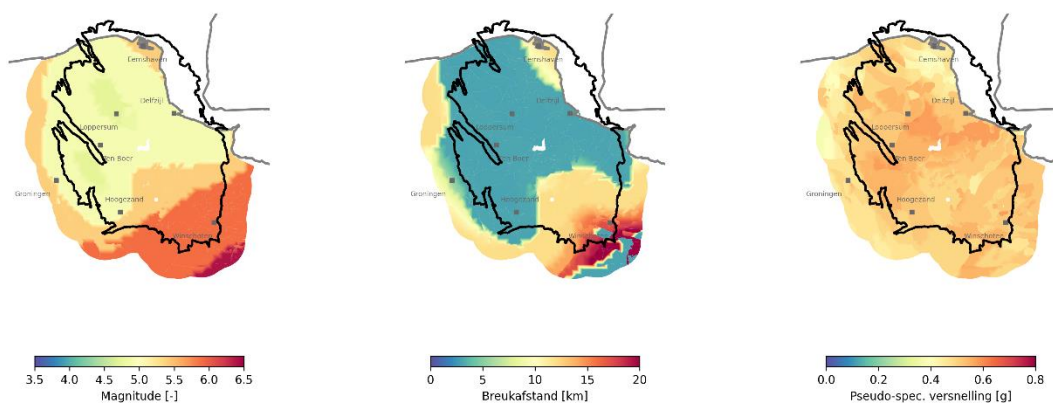 Eemshaven
Delfzijl
Loppersum
Ten Boer
Groningen
Hoogezand
Winschoten
3.5 4.0 4.5 5.0 5.5 6.0 6.5
Magnitude [-]
Eemshaven
Delfzijl
Loppersum
Ten Boer
Groningen
Hoogezand
0 5 10 15 20
Breukafstand [km]
Eemshaven
Delfzijl
Loppersum
Ten Boer
Groningen
Hoogezand
Winschoten
0.0 0.2 0.4 0.6 0.8
Pseudo-spec. versnelling [g]